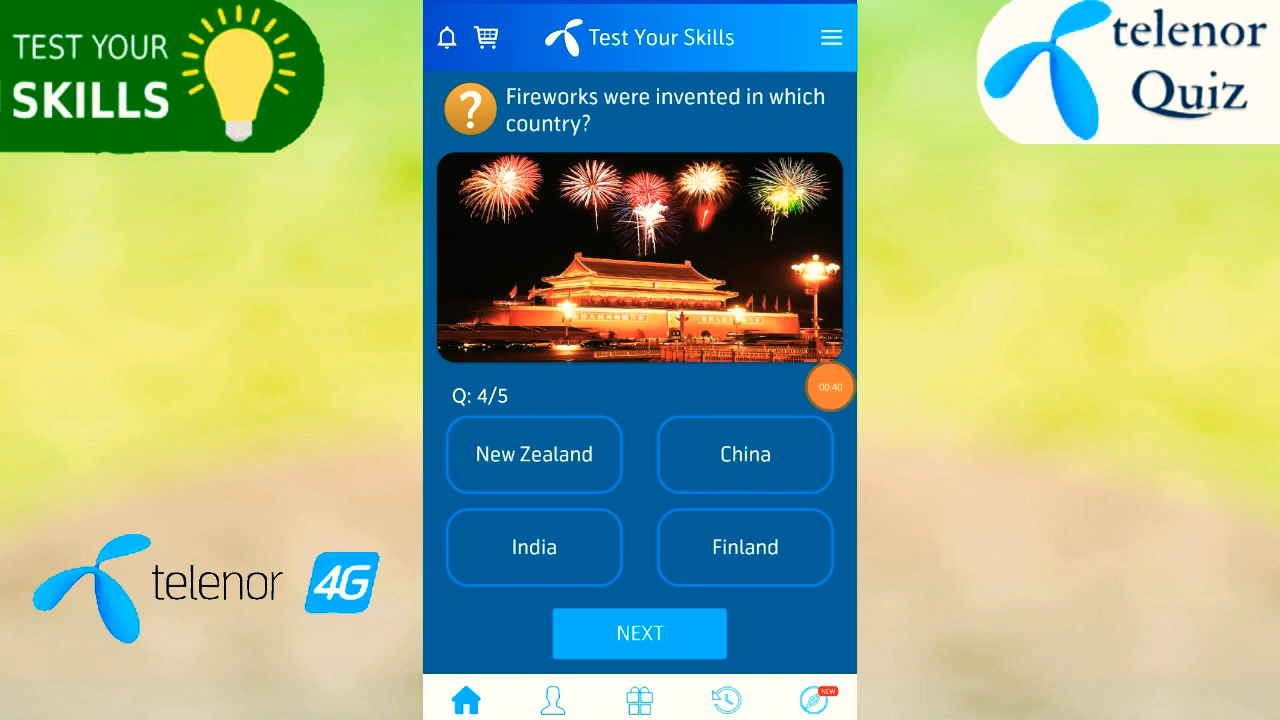 TEST YOUR
SKILLS
Test Your Skills
telenor
Quiz
?
Fireworks were invented in which
country?
Q: 4/5
00:40
New Zealand
China
India
Finland
telenor 4G
NEXT
NEW